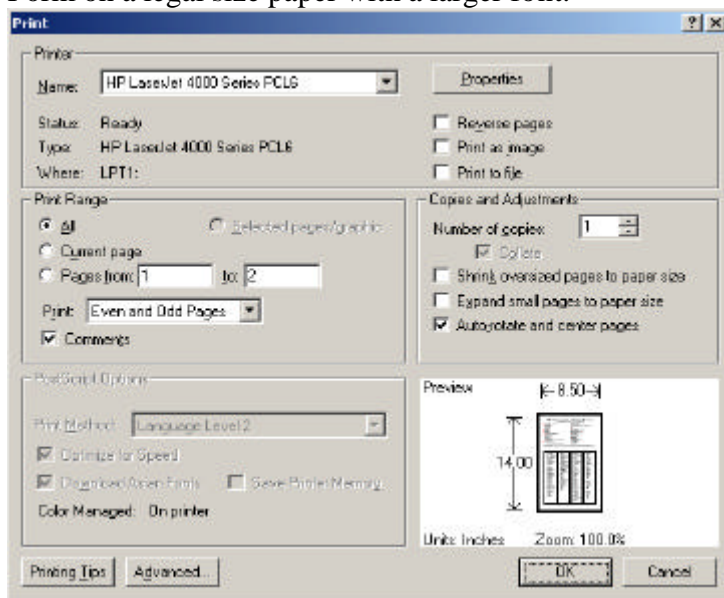 Form on a legal size paper with a larger font.
Print
Printer
Name: HP LaserJet 4000 Series PCL6
Properties
Status: Ready
Reverse pages
Type: HP LaserJet 4000 Series PCL6
Print as image
Where: LPT1:
Print to file
Print Range
All
Selected pages/graphic
Current page
Pages from: 1 to: 2
Print: Even and Odd Pages
Comments
Copies and Adjustments
Number of copies: 1
Collate
Shrink oversized pages to paper size
Expand small pages to paper size
Auto-rotate and center pages
PostScript Options
Print Method: Language Level 2
Optimize for Speed
Download Asian Fonts
Save Printer Memory
Color Managed: On printer
Preview
8.50
14.00
Units: Inches Zoom: 100.0%
Printing Tips
Advanced...
OK
Cancel